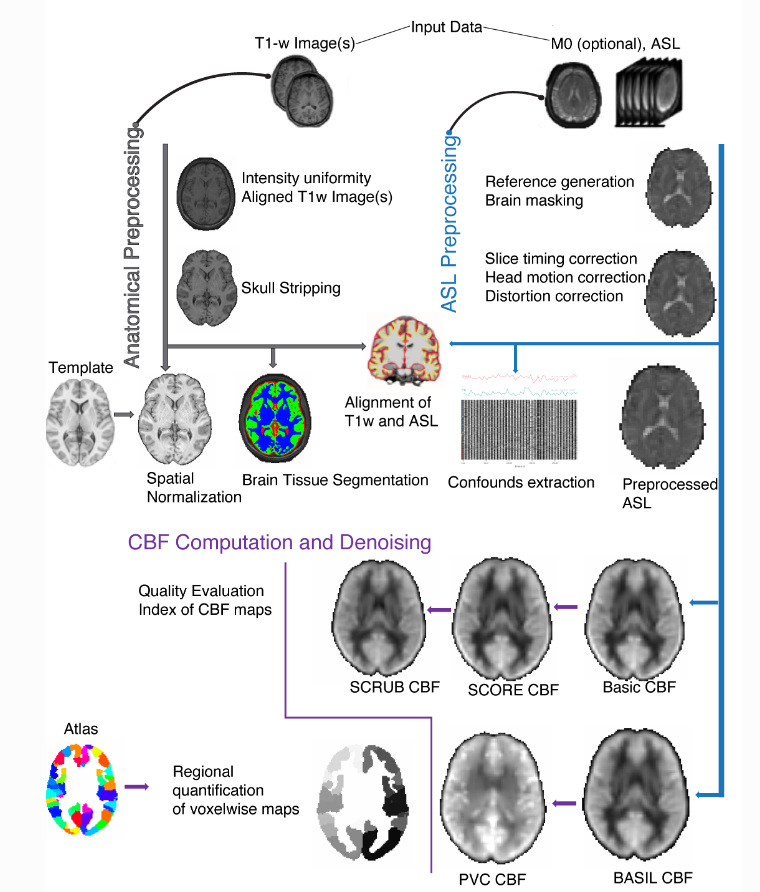 Input Data
T1-w Image(s)
M0 (optional), ASL
Anatomical Preprocessing
Intensity uniformity
Aligned T1w Image(s)
Skull Stripping
ASL Preprocessing
Reference generation
Brain masking
Slice timing correction
Head motion correction
Distortion correction
Template
Spatial
Normalization
Brain Tissue Segmentation
Alignment of
T1w and ASL
Confounds extraction
Preprocessed
ASL
CBF Computation and Denoising
Quality Evaluation
Index of CBF maps
SCRUB CBF
SCORE CBF
Basic CBF
Atlas
Regional
quantification
of voxelwise maps
PVC CBF
BASIL CBF